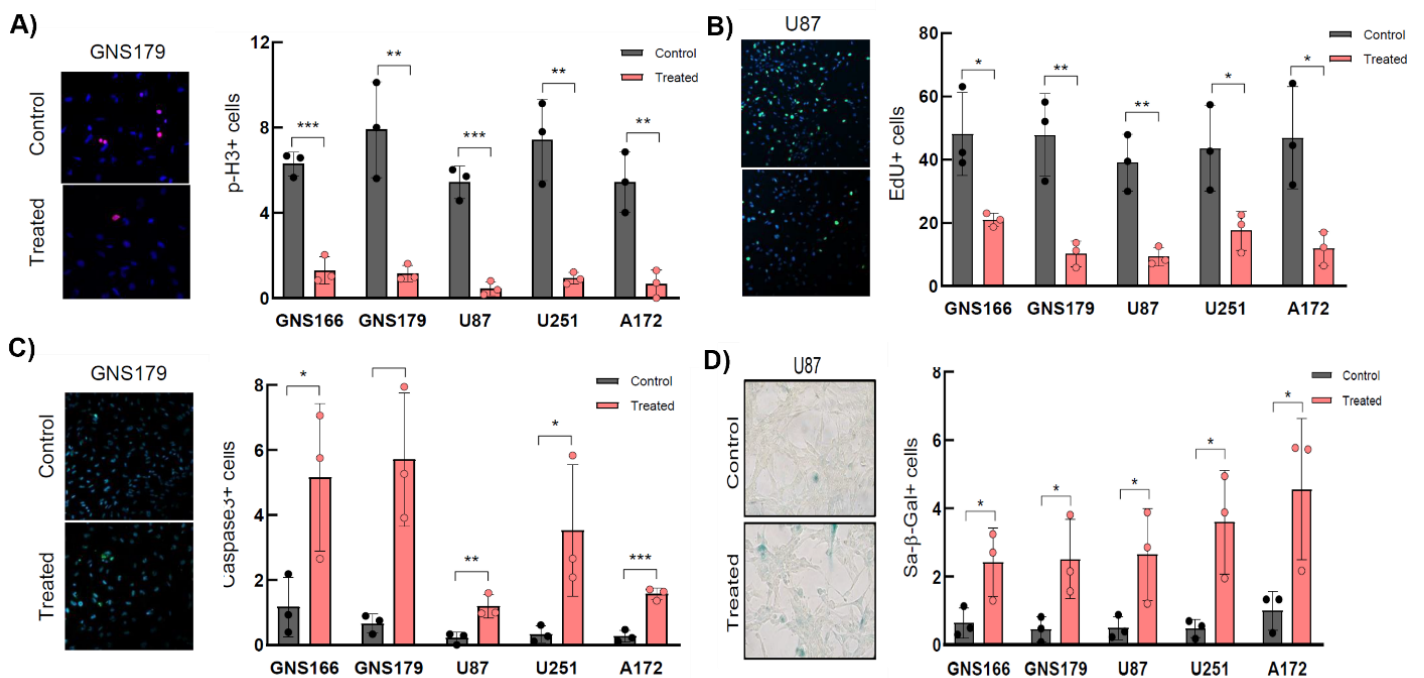 A)
GNS179
Control
Treated
p-H3+ cells
12
8
4
0
***
**
***
**
**
Control
Treated
GNS166 GNS179 U87 U251 A172
B)
U87
EdU+ cells
80
60
40
20
0
*
**
**
*
*
Control
Treated
GNS166 GNS179 U87 U251 A172
C)
GNS179
Control
Treated
Caspase3+ cells
8
6
4
2
0
*
**
*
***
Control
Treated
GNS166 GNS179 U87 U251 A172
D)
U87
Control
Treated
Sa-β-Gal+ cells
8
6
4
2
0
*
*
*
*
*
Control
Treated
GNS166 GNS179 U87 U251 A172